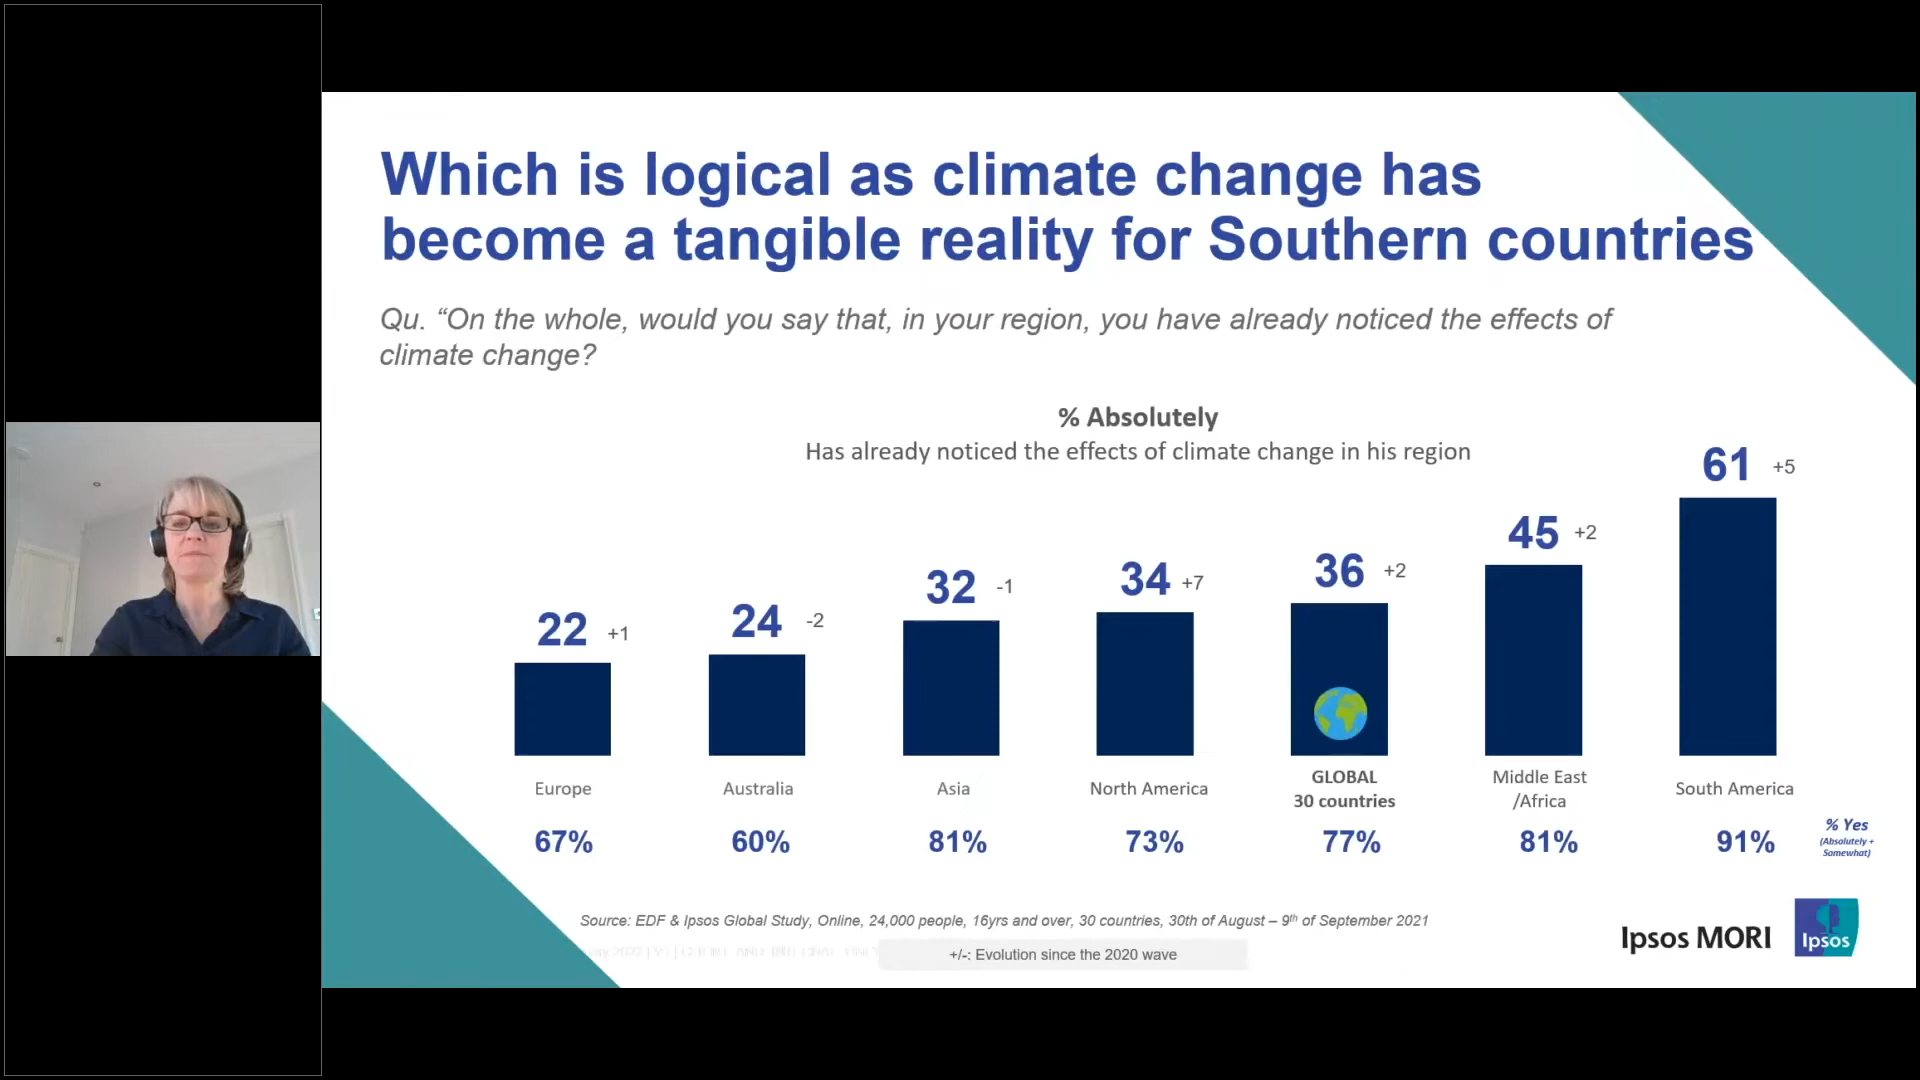 Which is logical as climate change has
become a tangible reality for Southern countries
Qu. “On the whole, would you say that, in your region, you have already noticed the effects of
climate change?
% Absolutely
Has already noticed the effects of climate change in his region
22 +1
24 -2
32 -1
34 +7
36 +2
45 +2
61 +5
Europe
Australia
Asia
North America
GLOBAL
30 countries
Middle East
/Africa
South America
67%
60%
81%
73%
77%
81%
91%
% Yes
(Absolutely +
Somewhat)
Source: EDF & Ipsos Global Study, Online, 24,000 people, 16yrs and over, 30 countries, 30th of August – 9th of September 2021
+/-: Evolution since the 2020 wave
Ipsos MORI
Ipsos